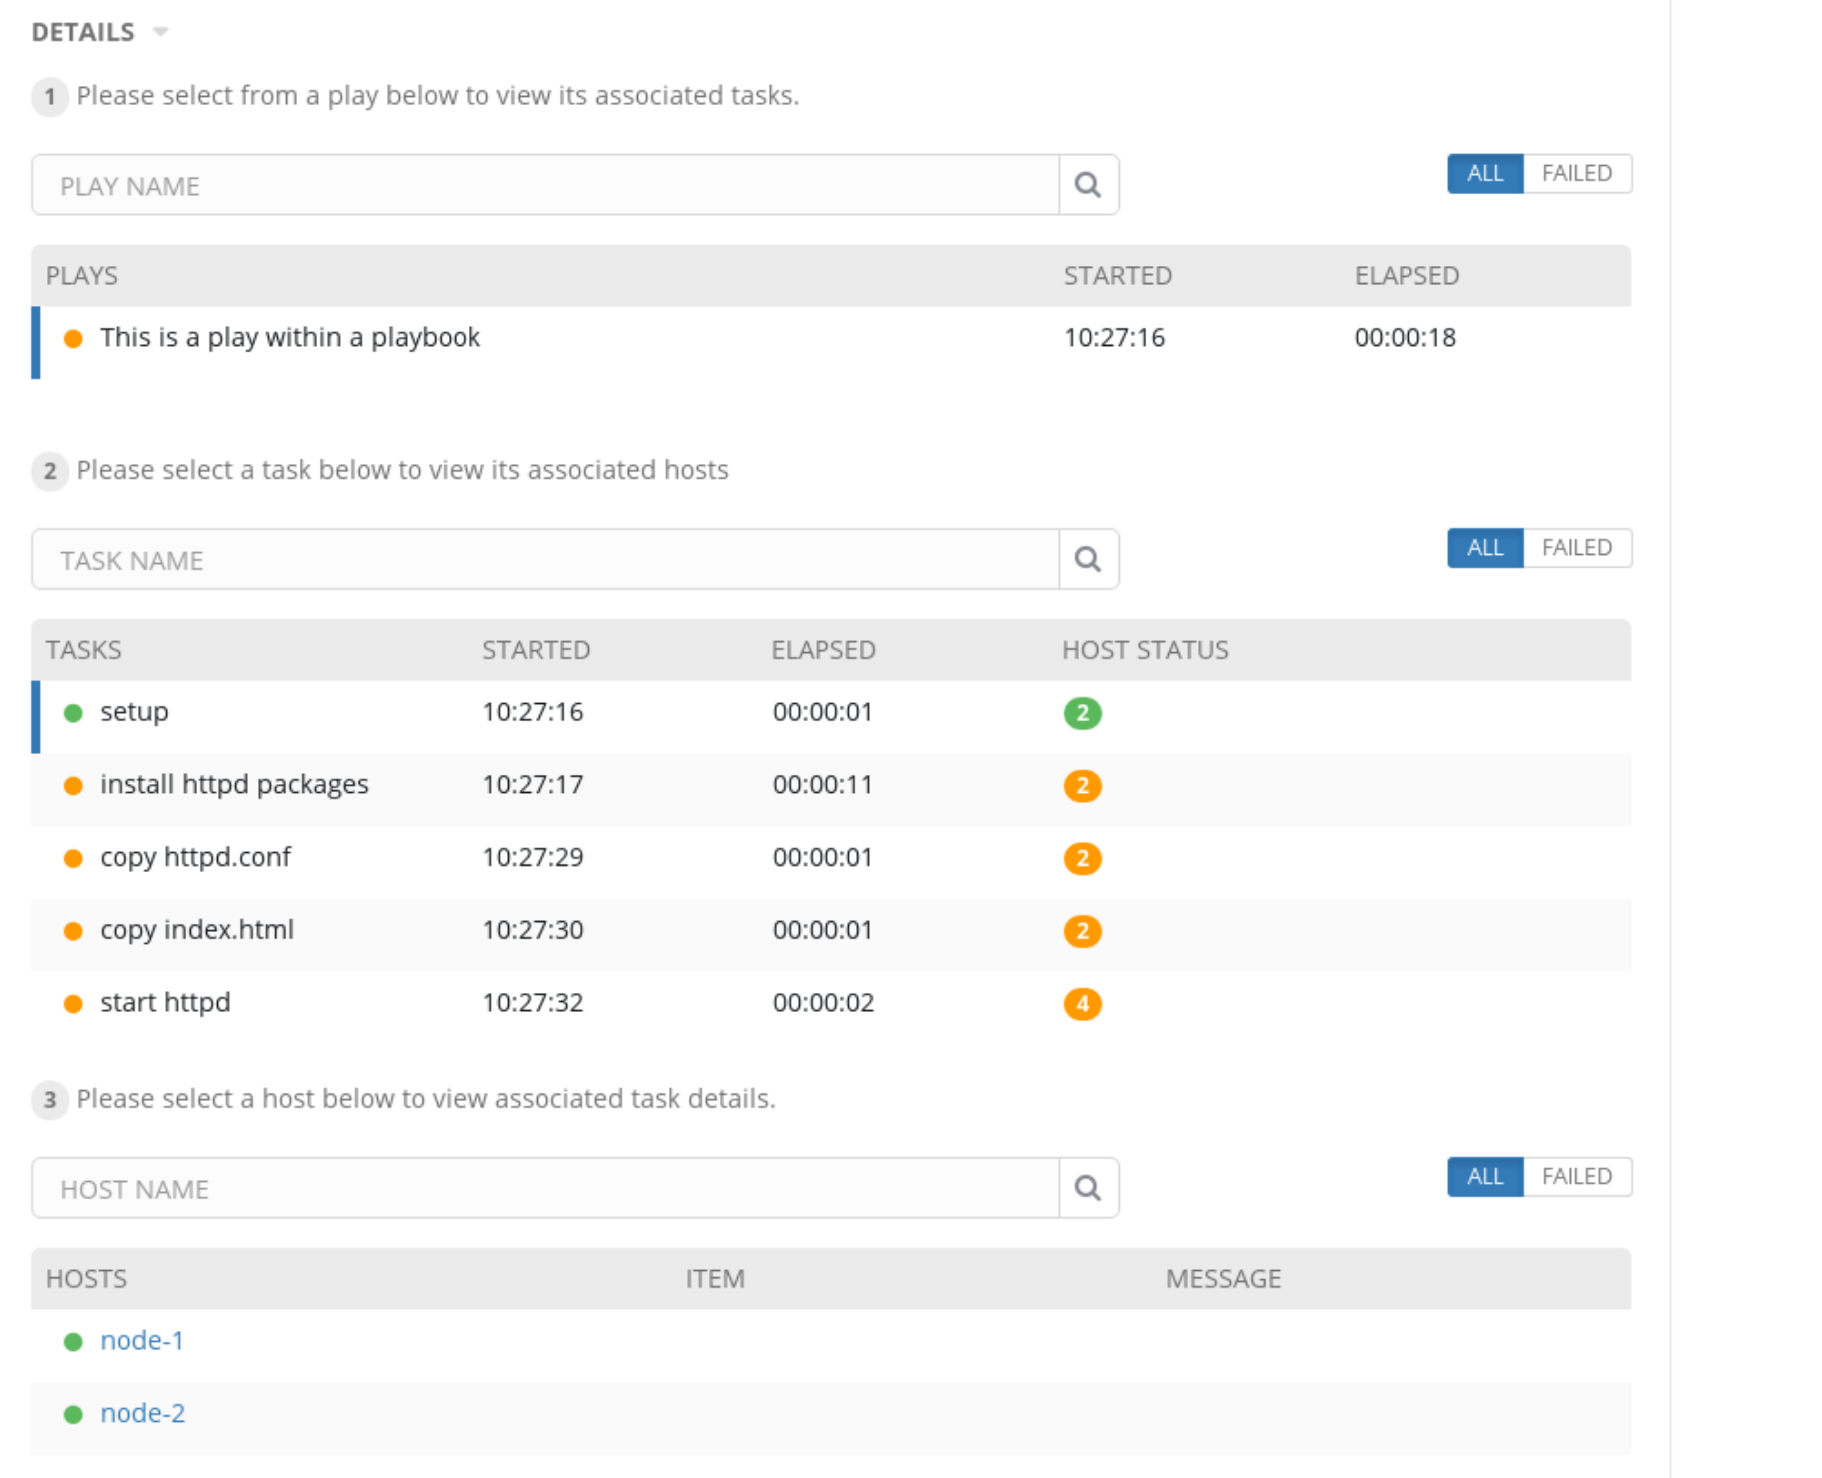 DETAILS
1 Please select from a play below to view its associated tasks.
PLAY NAME ALL FAILED
PLAYS STARTED ELAPSED
This is a play within a playbook 10:27:16 00:00:18
2 Please select a task below to view its associated hosts
TASK NAME ALL FAILED
TASKS STARTED ELAPSED HOST STATUS
setup 10:27:16 00:00:01 2
install httpd packages 10:27:17 00:00:11 2
copy httpd.conf 10:27:29 00:00:01 2
copy index.html 10:27:30 00:00:01 2
start httpd 10:27:32 00:00:02 4
3 Please select a host below to view associated task details.
HOST NAME ALL FAILED
HOSTS ITEM MESSAGE
node-1
node-2